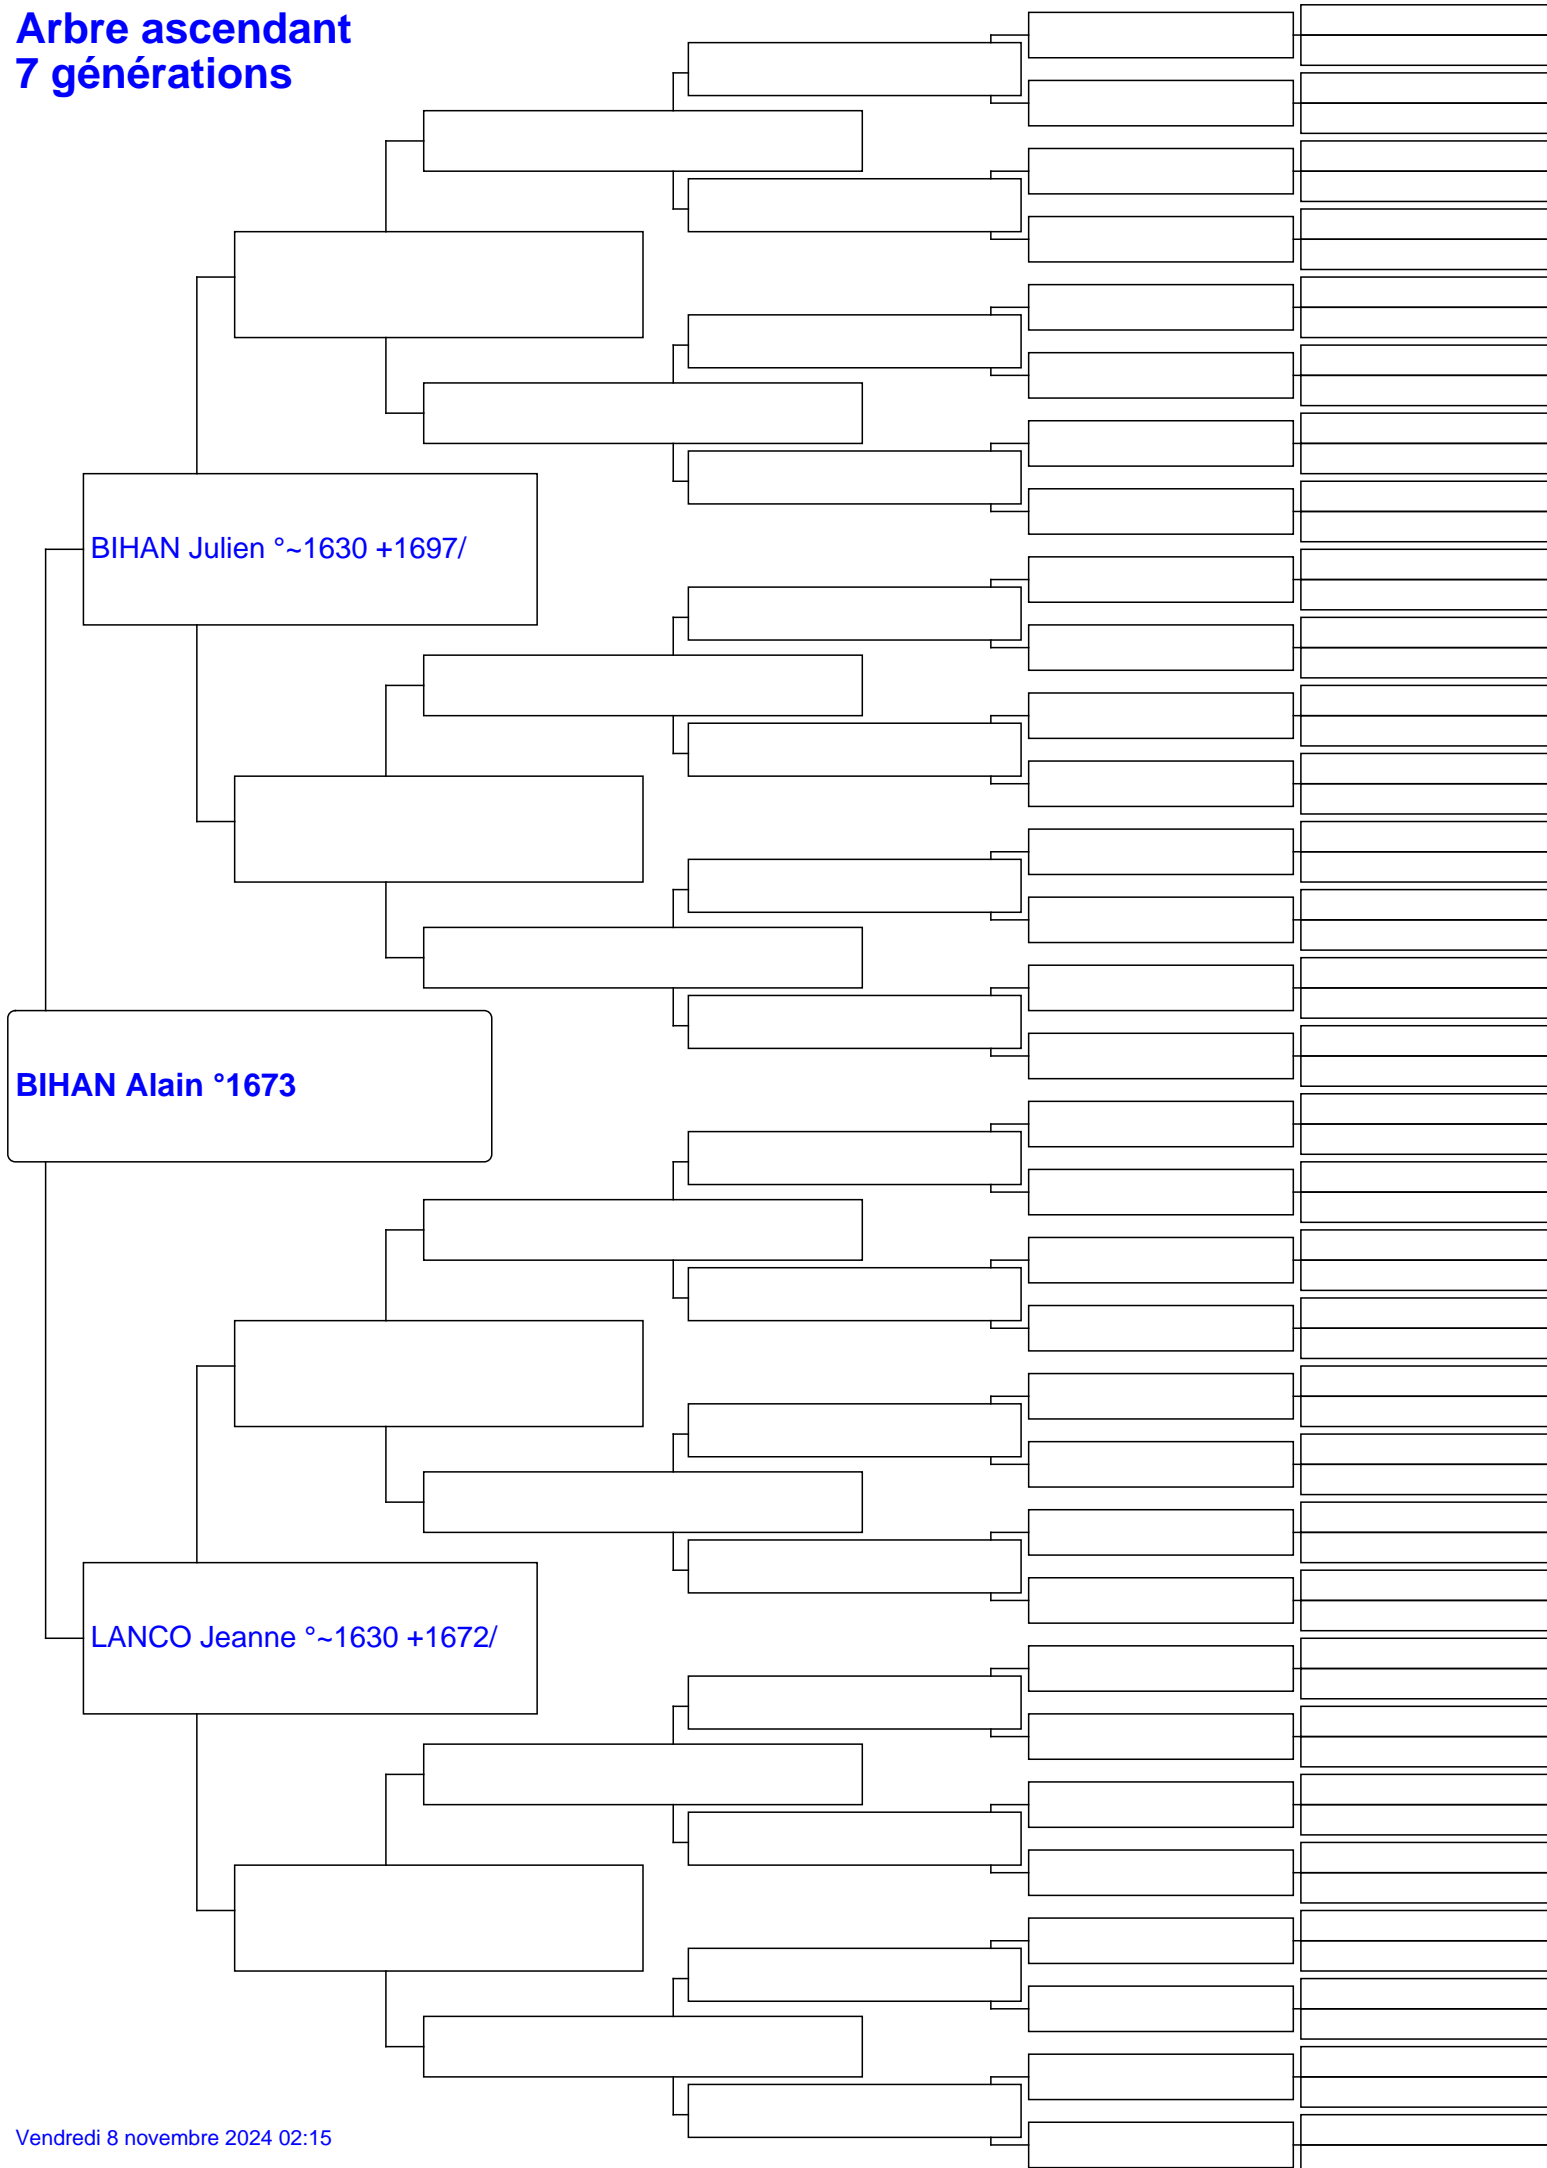 Arbre ascendant
7 générations
BIHAN Julien °~1630 +1697/
BIHAN Alain °1673
LANCO Jeanne °~1630 +1672/
Vendredi 8 novembre 2024 02:15